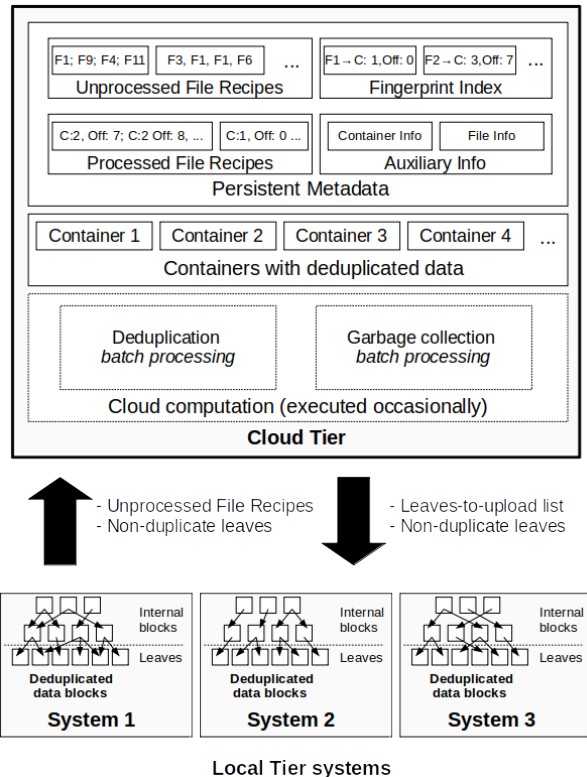 F1; F9; F4; F11
F3, F1, F1, F6
...
Unprocessed File Recipes
F1→C: 1,Off: 0
F2→C: 3,Off: 7
...
Fingerprint Index
C:2, Off: 7; C:2 Off: 8, ...
C:1, Off: 0 ...
Processed File Recipes
Container Info
File Info
Auxiliary Info
Persistent Metadata
Container 1
Container 2
Container 3
Container 4
...
Containers with deduplicated data
Deduplication
batch processing
Garbage collection
batch processing
Cloud computation (executed occasionally)
Cloud Tier
- Unprocessed File Recipes
- Non-duplicate leaves
- Leaves-to-upload list
- Non-duplicate leaves
Internal
blocks
Leaves
Deduplicated
data blocks
System 1
Internal
blocks
Leaves
Deduplicated
data blocks
System 2
Internal
blocks
Leaves
Deduplicated
data blocks
System 3
Local Tier systems